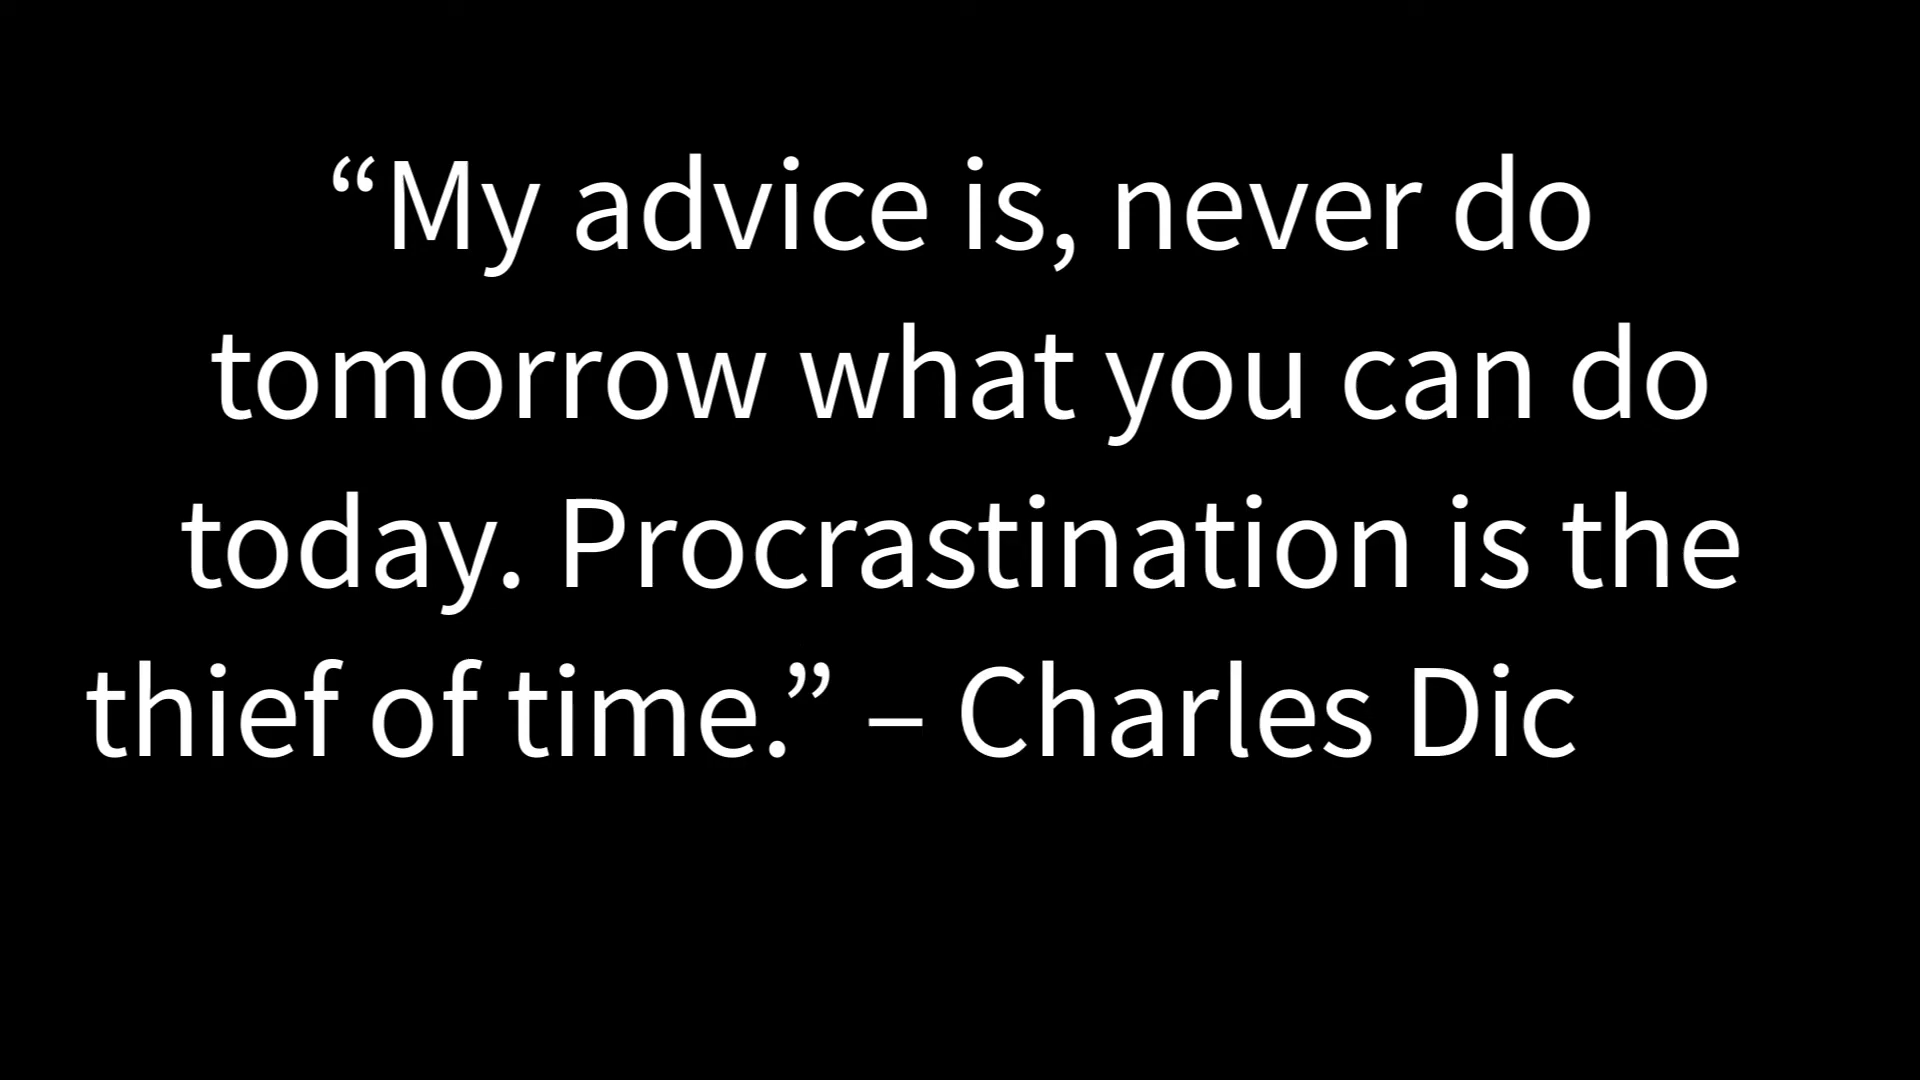 “My advice is, never do
tomorrow what you can do
today. Procrastination is the
thief of time.” – Charles Dic